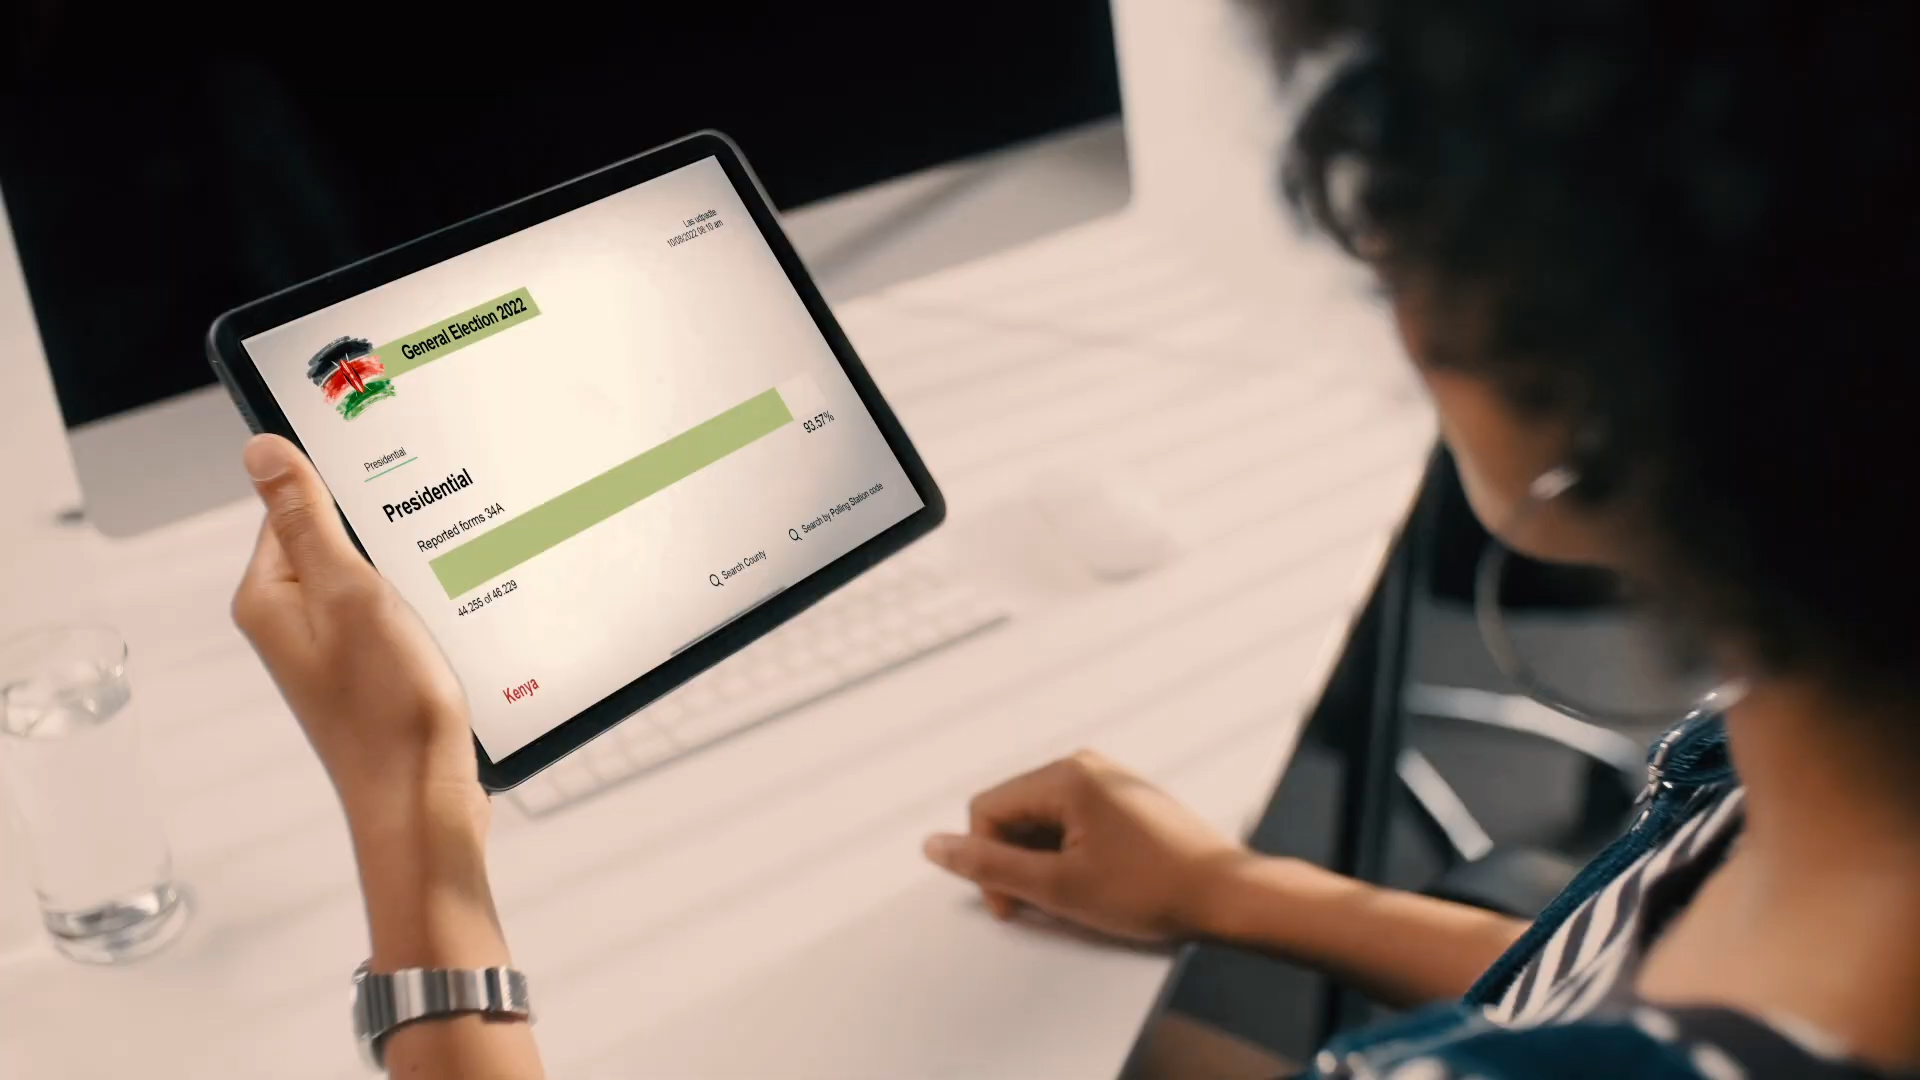 Las udpadte
10/08/2022 08:10 am
General Election 2022
Presidential
Presidential
Reported forms 34A
93.57%
44.255 of 46.229
Search County
Search by Polling Station code
Kenya